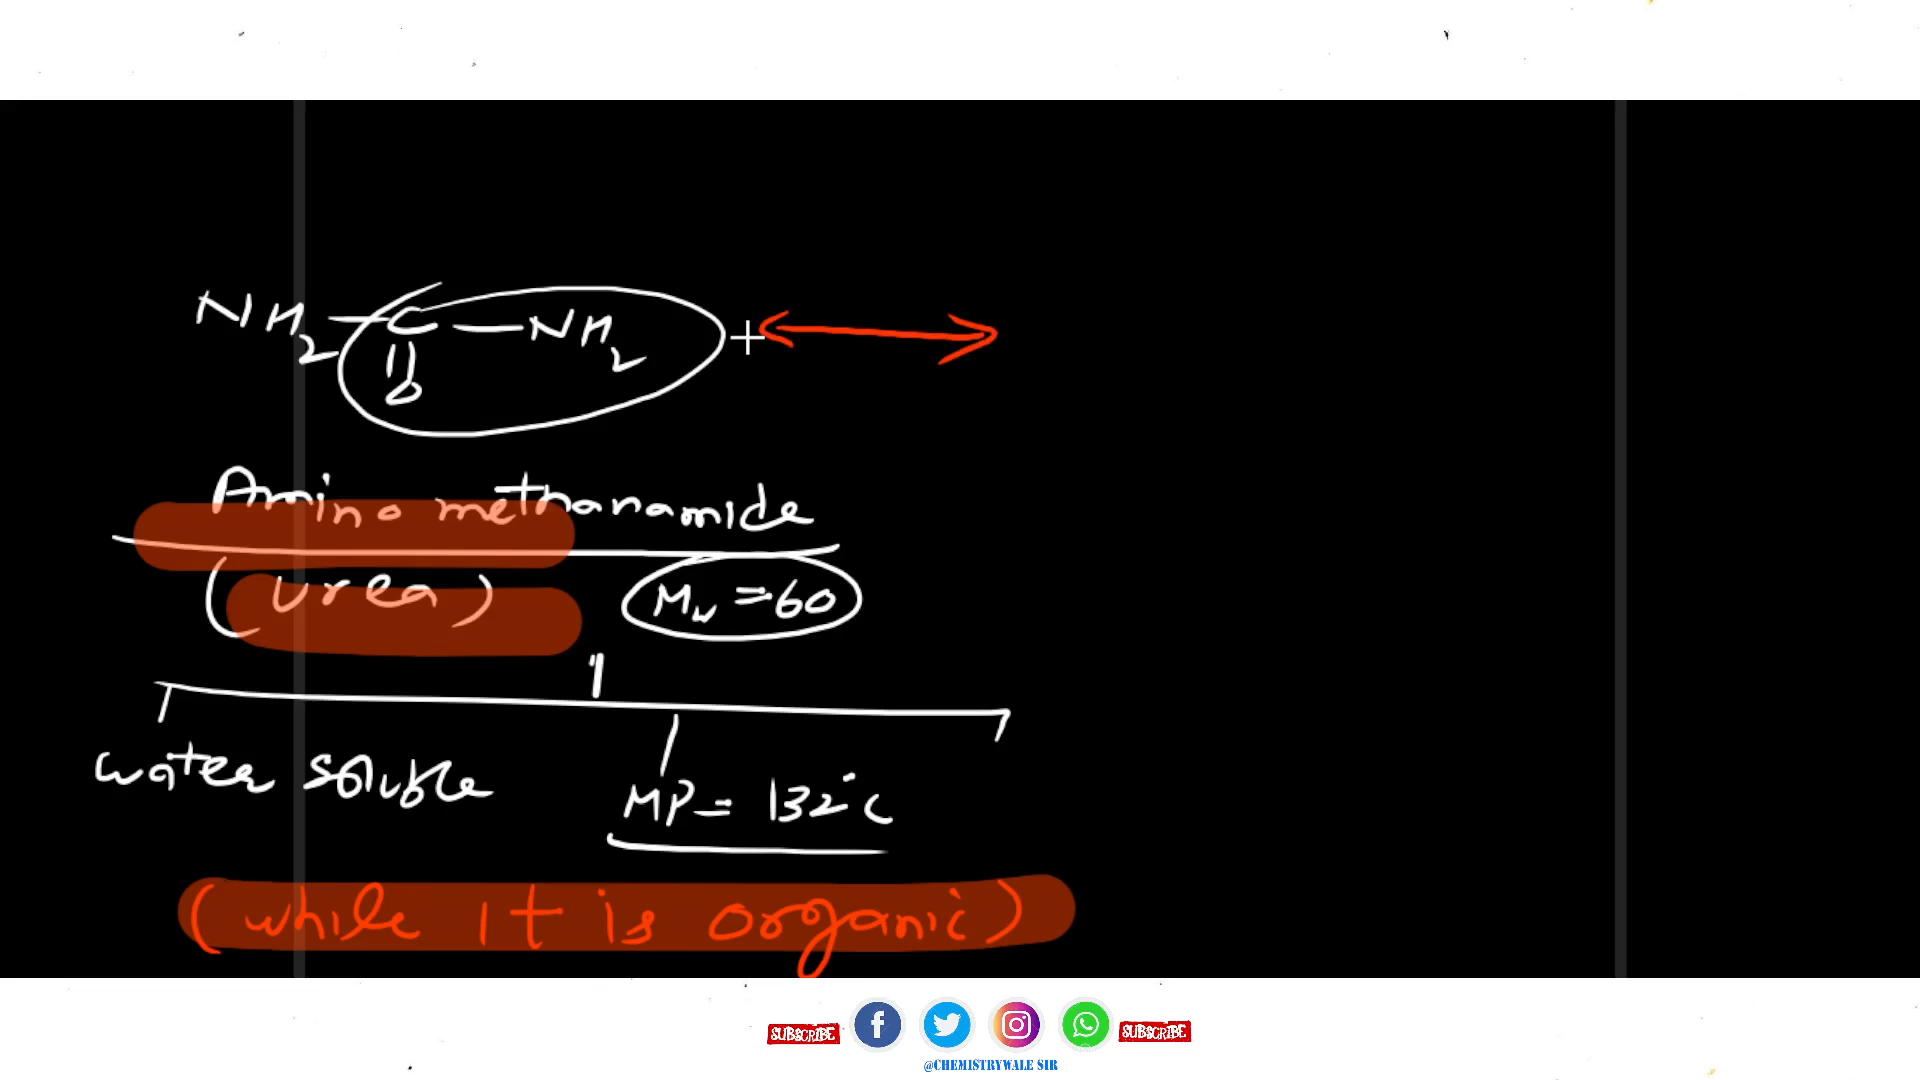 NH2—C—NH2
||
O
Amino methanamide
(urea) Mw = 60
water soluble
MP = 132°C
(while it is organic)
SUBSCRIBE SUBSCRIBE
@CHEMISTRYWALE SIR